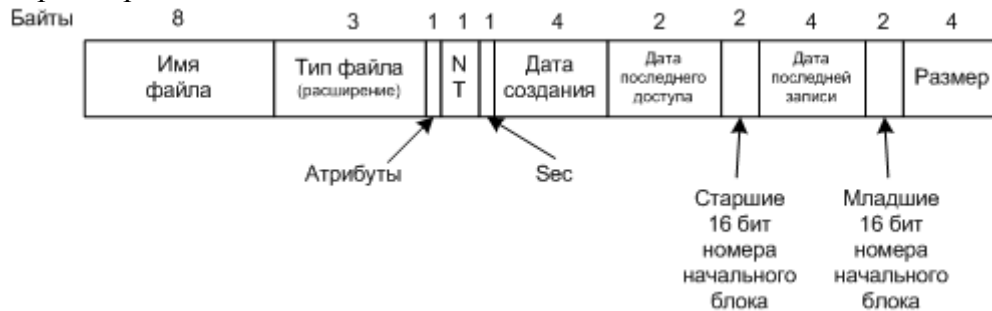 Байты 8 3 1 1 1 4 2 2 4 2 4
Имя
файла
Тип файла
(расширение)
N
T
Дата
создания
Дата
последнего
доступа
Дата
последней
записи
Размер
Атрибуты
Sec
Старшие
16 бит
номера
начального
блока
Младшие
16 бит
номера
начального
блока